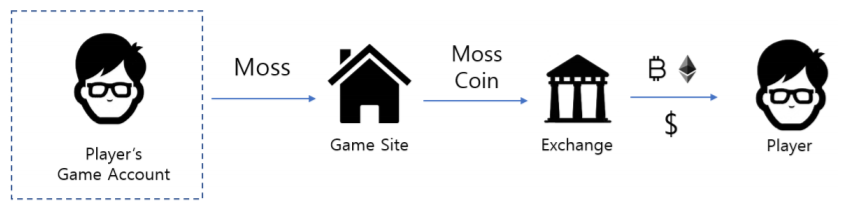 Player's
Game Account
Moss
Game Site
Moss
Coin
Exchange
₿
$
Player